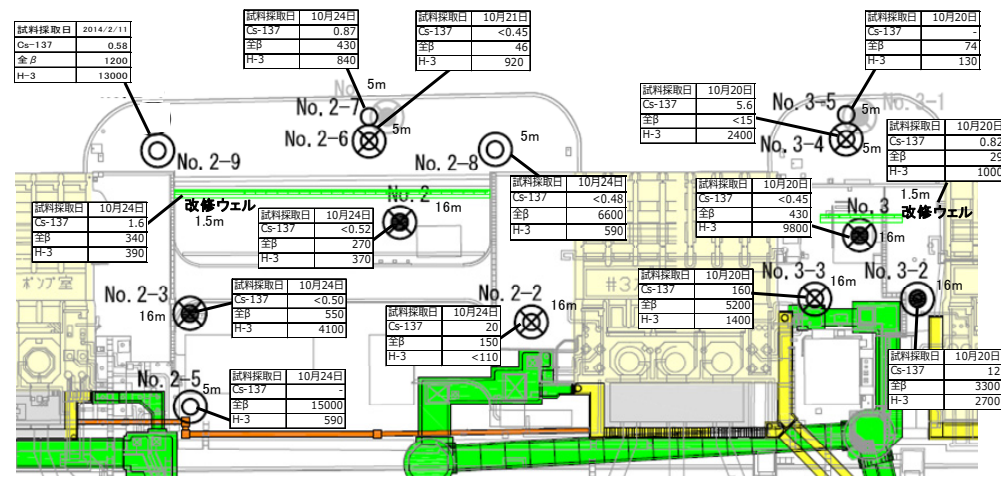 試料採取日 2014/2/11
Cs-137 0.58
全β 1200
H-3 13000
試料採取日 10月24日
Cs-137 0.87
全β 430
H-3 840
試料採取日 10月21日
Cs-137 <0.45
全β 46
H-3 920
試料採取日 10月20日
Cs-137 -
全β 74
H-3 130
試料採取日 10月20日
Cs-137 5.6
全β <15
H-3 2400
試料採取日 10月20日
Cs-137 0.82
全β 29
H-3 1000
No. 2-7
5m
No. 2-6
5m
No. 2-9
No. 2-8
5m
No. 3-5
5m
No. 3-1
No. 3-4
5m
試料採取日 10月24日
Cs-137 1.6
全β 340
H-3 390
改修ウェル
1.5m
No. 2
16m
試料採取日 10月24日
Cs-137 <0.52
全β 270
H-3 370
試料採取日 10月24日
Cs-137 <0.48
全β 6600
H-3 590
試料採取日 10月20日
Cs-137 <0.45
全β 430
H-3 9800
1.5m
改修ウェル
No. 3
16m
ポンプ室
No. 2-3
16m
試料採取日 10月24日
Cs-137 <0.50
全β 550
H-3 4100
No. 2-2
16m
試料採取日 10月24日
Cs-137 20
全β 150
H-3 <110
試料採取日 10月20日
Cs-137 160
全β 5200
H-3 1400
No. 3-3
16m
No. 3-2
16m
試料採取日 10月20日
Cs-137 12
全β 3300
H-3 2700
No. 2-5
5m
試料採取日 10月24日
Cs-137 -
全β 15000
H-3 590